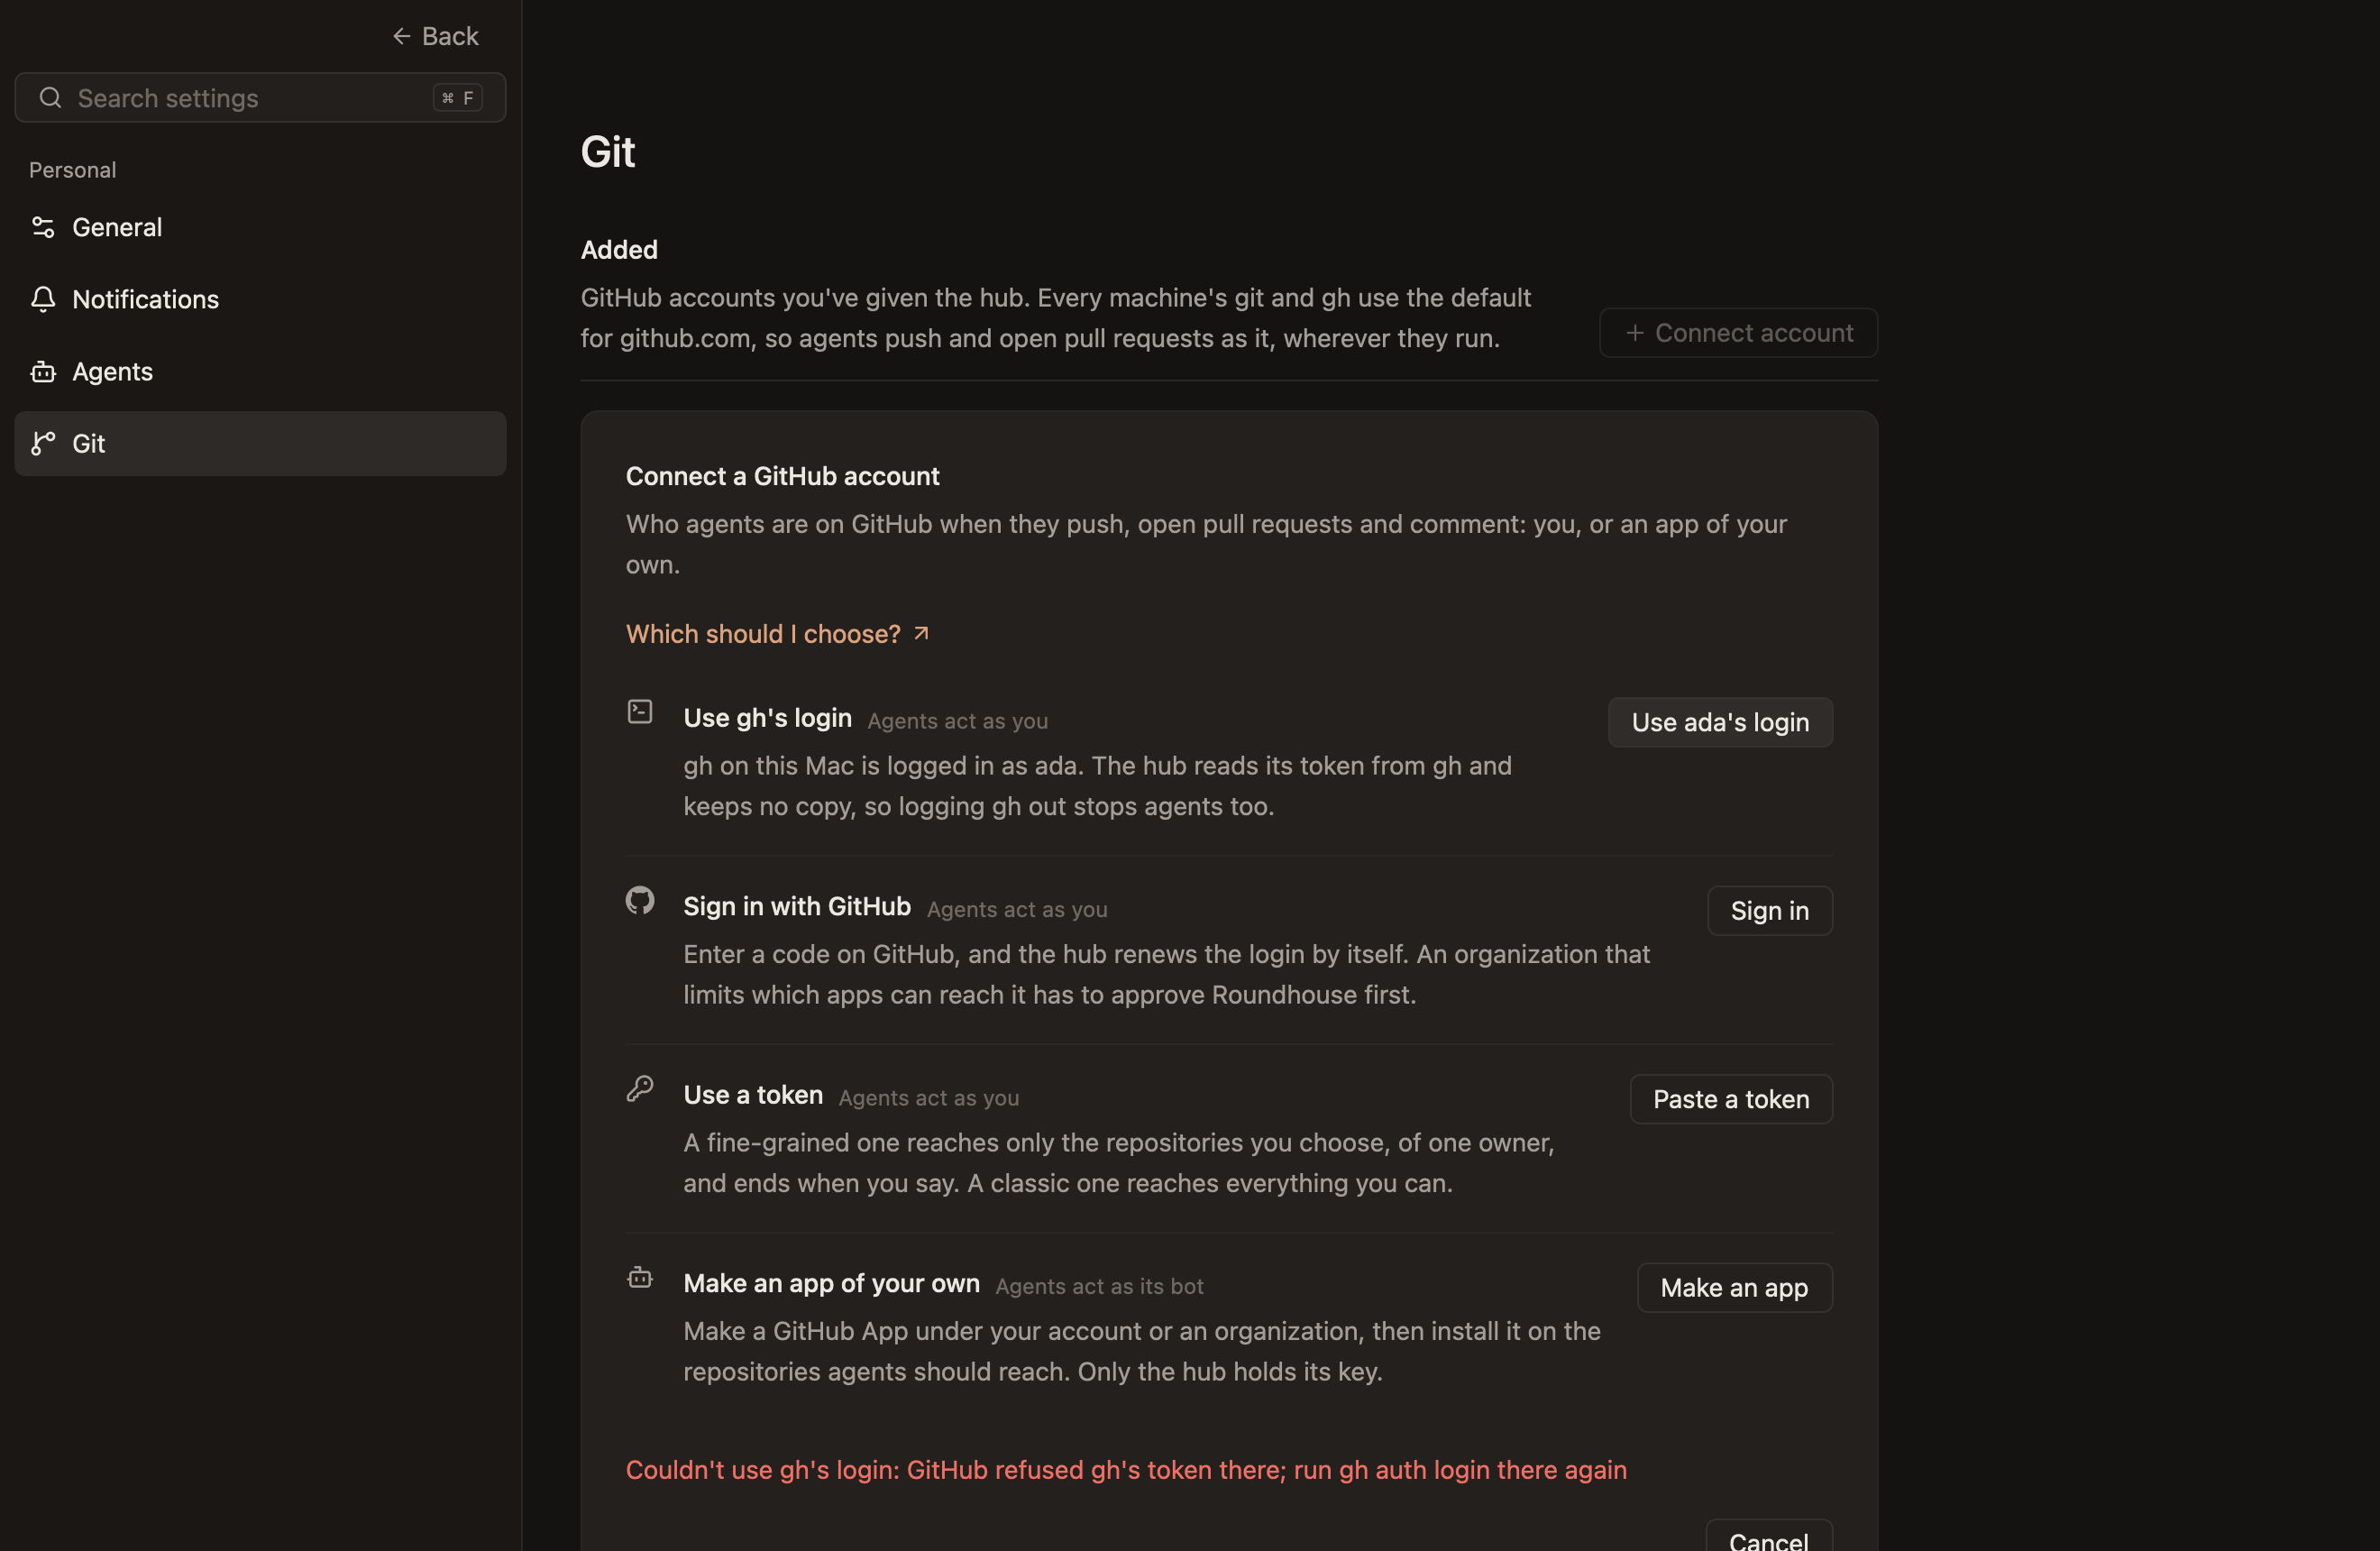 ← Back
Search settings
⌘ F
Personal
General
Notifications
Agents
Git
Git
Added
GitHub accounts you've given the hub. Every machine's git and gh use the default
for github.com, so agents push and open pull requests as it, wherever they run.
+ Connect account
Connect a GitHub account
Who agents are on GitHub when they push, open pull requests and comment: you, or an app of your
own.
Which should I choose? ↗
Use gh's login Agents act as you
Use ada's login
gh on this Mac is logged in as ada. The hub reads its token from gh and
keeps no copy, so logging gh out stops agents too.
Sign in with GitHub Agents act as you
Sign in
Enter a code on GitHub, and the hub renews the login by itself. An organization that
limits which apps can reach it has to approve Roundhouse first.
Use a token Agents act as you
Paste a token
A fine-grained one reaches only the repositories you choose, of one owner,
and ends when you say. A classic one reaches everything you can.
Make an app of your own Agents act as its bot
Make an app
Make a GitHub App under your account or an organization, then install it on the
repositories agents should reach. Only the hub holds its key.
Couldn't use gh's login: GitHub refused gh's token there; run gh auth login there again
Cancel